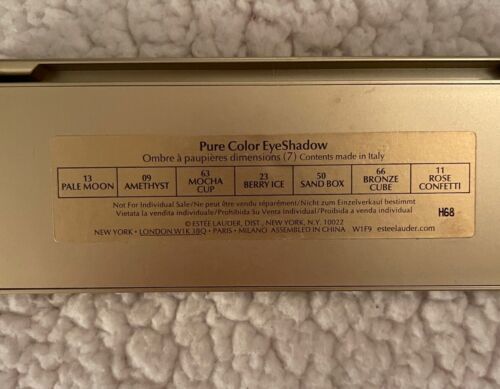 Pure Color EyeShadow
Ombre à paupières dimensions (7) Contents made in Italy
13 PALE MOON
09 AMETHYST
63 MOCHA CUP
23 BERRY ICE
50 SAND BOX
66 BRONZE CUBE
11 ROSE CONFETTI
Not For Individual Sale/Ne peut être vendu séparément/Nicht zum Einzelverkauf bestimmt
Vietata la vendita individuale/Prohibida su Venta Individual/Proibida a venda individual
H68
© ESTEE LAUDER, DIST. NEW YORK, N.Y. 10022
NEW YORK • LONDON W1K 3BQ • PARIS • MILANO ASSEMBLED IN CHINA W1F9 esteelauder.com